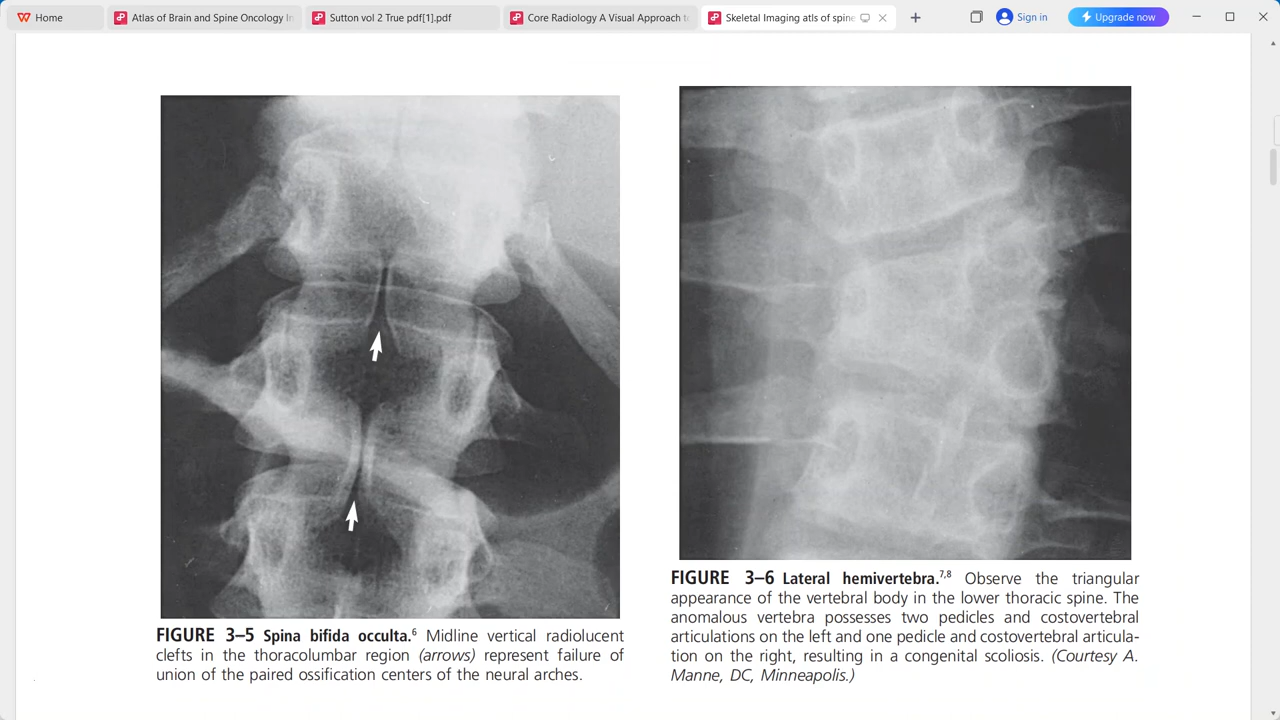 Home
Atlas of Brain and Spine Oncology I
Sutton vol 2 True pdf[1].pdf
Core Radiology A Visual Approach t
Skeletal Imaging atls of spine
Sign in
Upgrade now
FIGURE 3–5 Spina bifida occulta.6 Midline vertical radiolucent
clefts in the thoracolumbar region (arrows) represent failure of
union of the paired ossification centers of the neural arches.
FIGURE 3–6 Lateral hemivertebra.7,8 Observe the triangular
appearance of the vertebral body in the lower thoracic spine. The
anomalous vertebra possesses two pedicles and costovertebral
articulations on the left and one pedicle and costovertebral articula-
tion on the right, resulting in a congenital scoliosis. (Courtesy A.
Manne, DC, Minneapolis.)